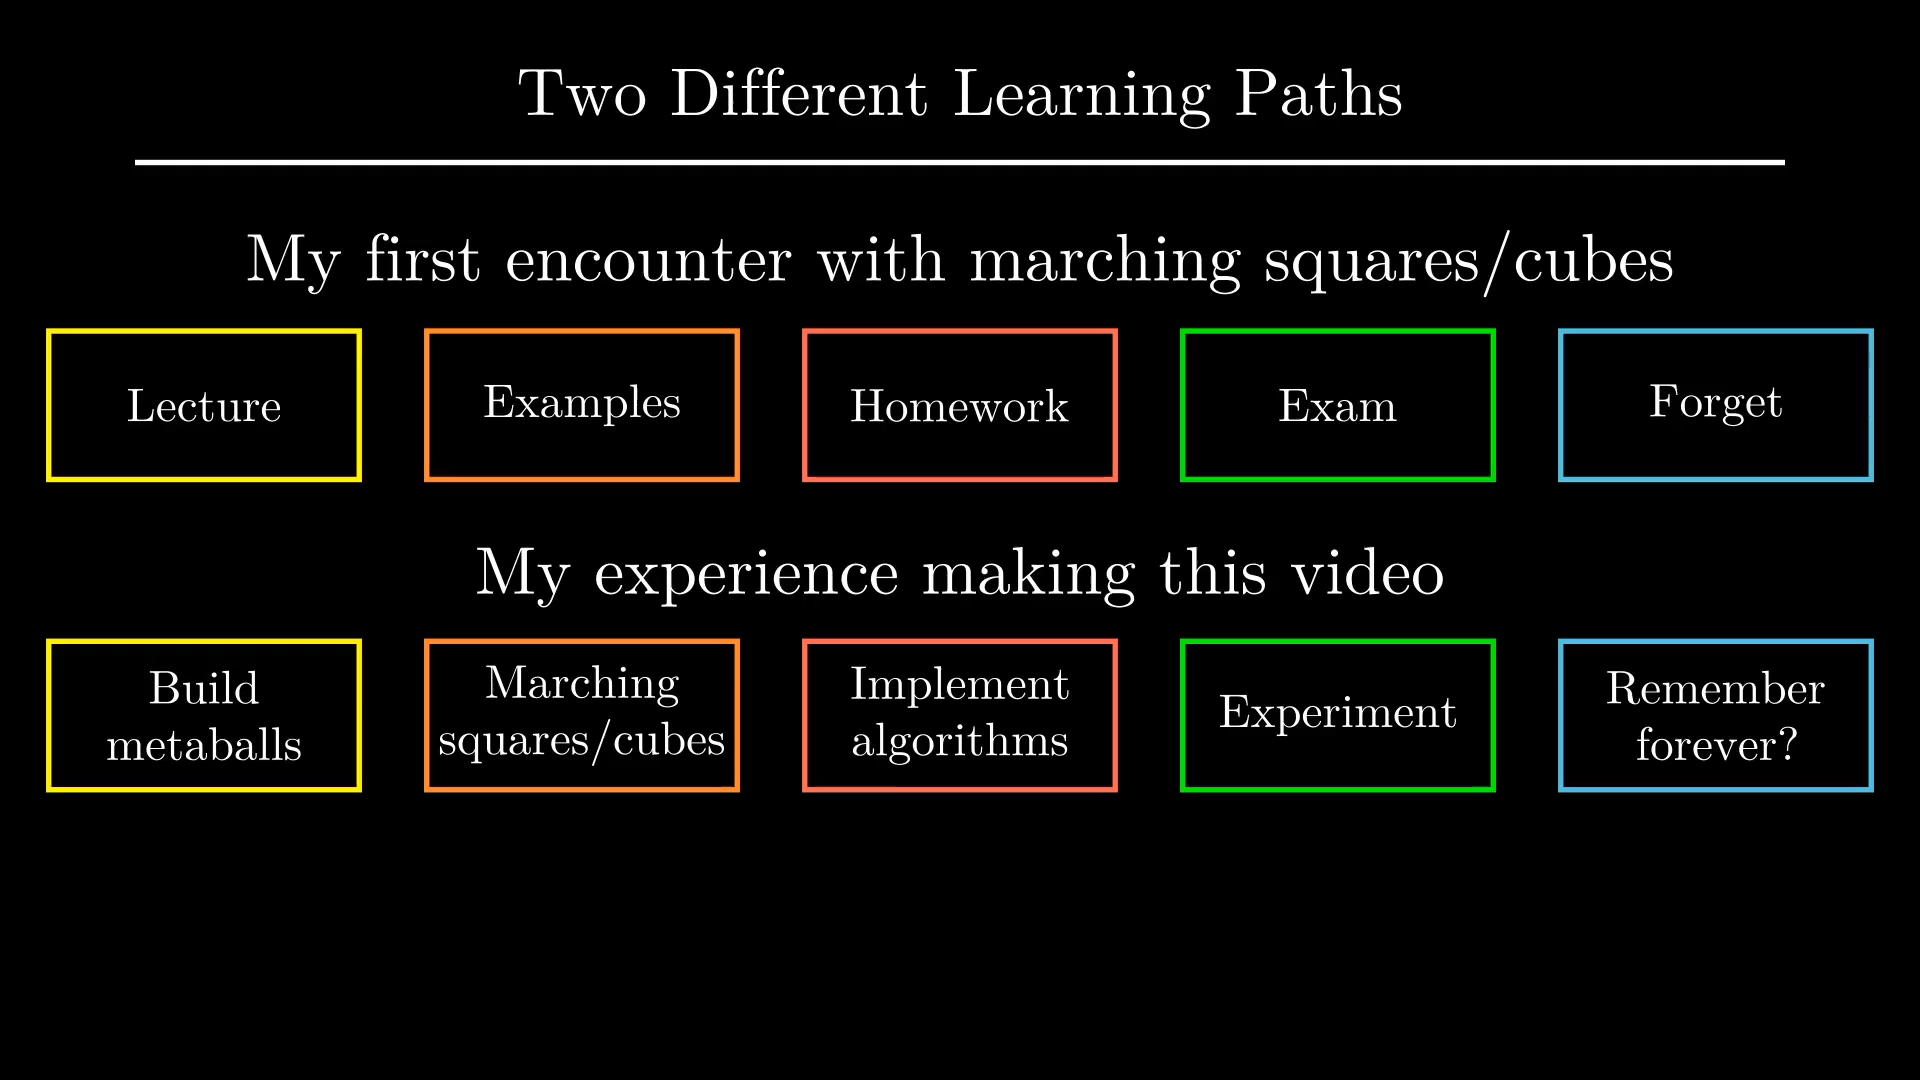 Two Different Learning Paths
My first encounter with marching squares/cubes
Lecture
Examples
Homework
Exam
Forget
My experience making this video
Build
metaballs
Marching
squares/cubes
Implement
algorithms
Experiment
Remember
forever?